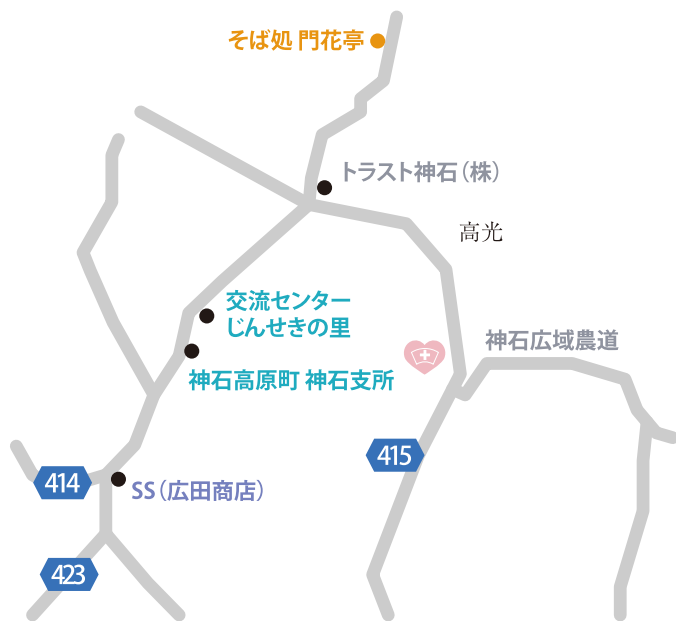 そば処 門花亭
トラスト神石（株）
高光
交流センター
じんせきの里
神石広域農道
神石高原町 神石支所
415
414
SS（広田商店）
423